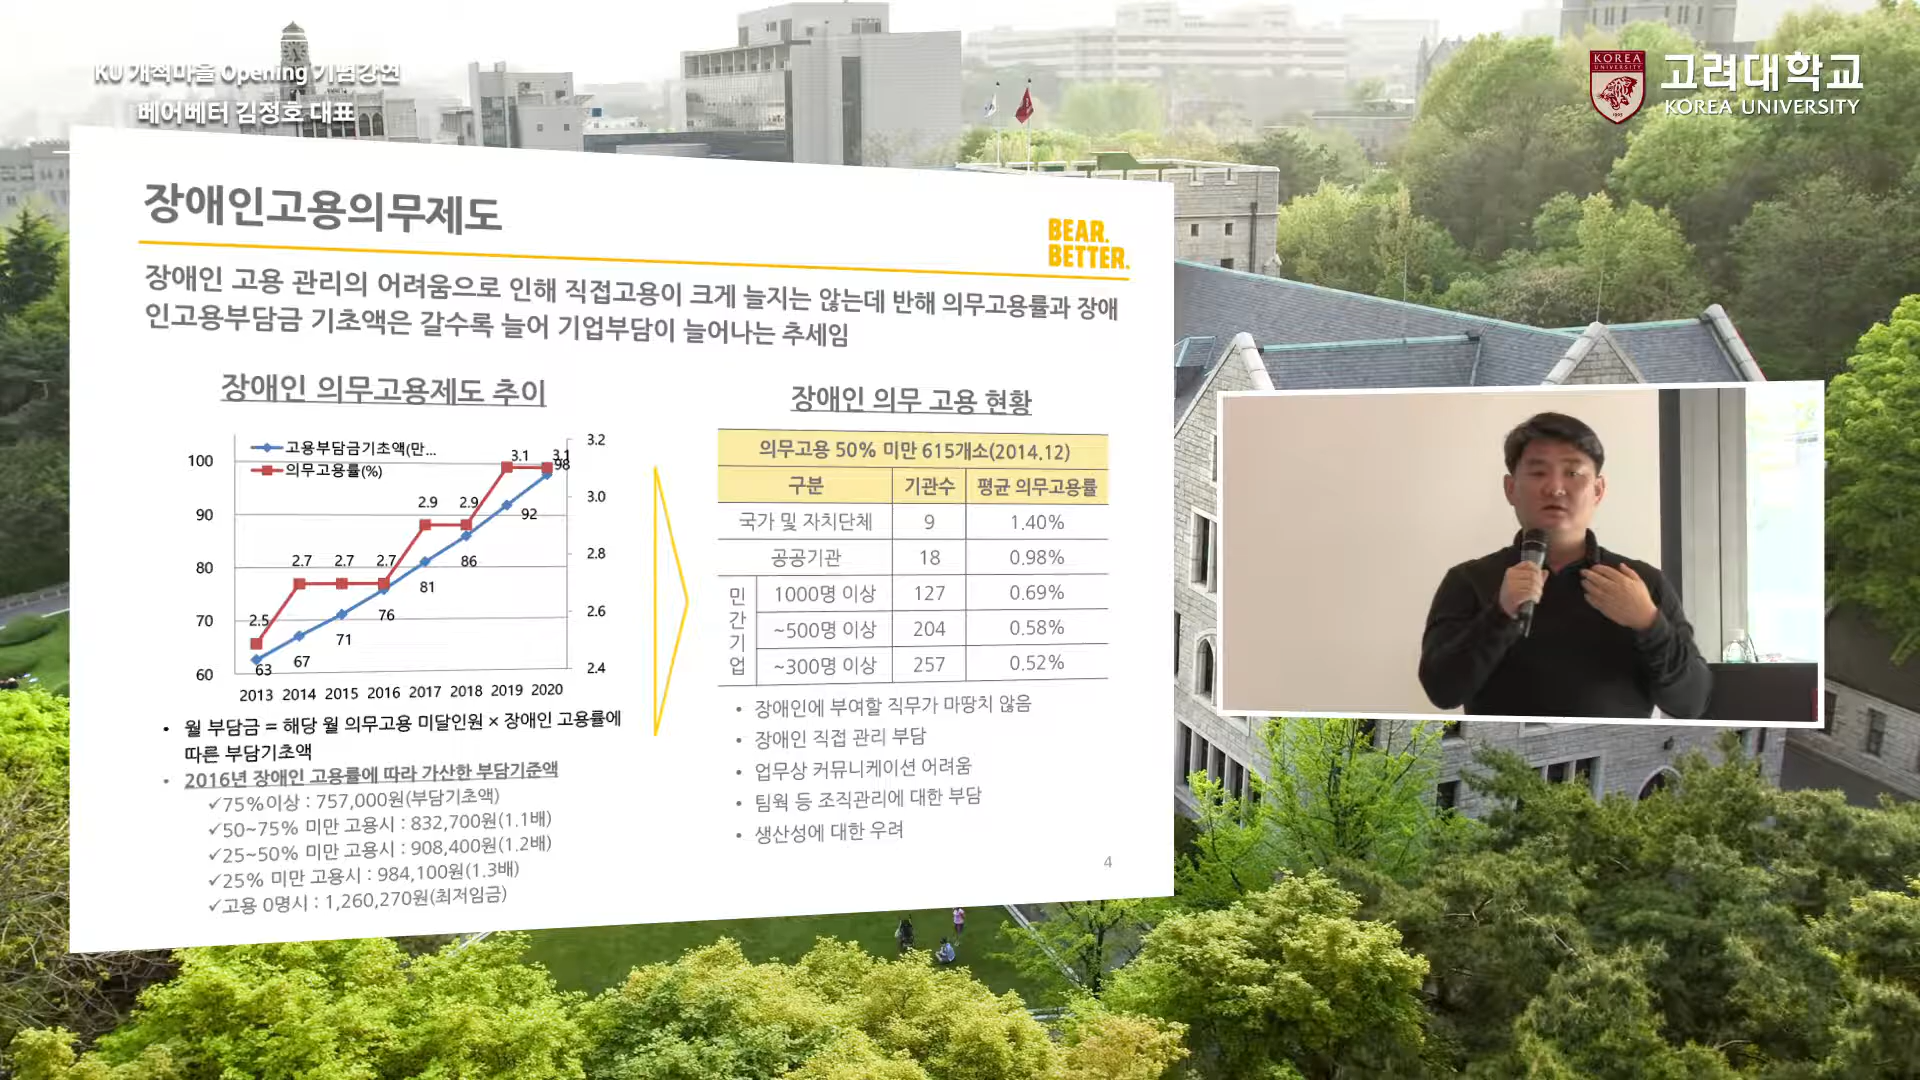 KU 개척마을 Opening 기념강연
베어베터 김정호 대표
KOREA
UNIVERSITY
1905
고려대학교
KOREA UNIVERSITY
장애인고용의무제도
BEAR.
BETTER.
장애인 고용 관리의 어려움으로 인해 직접고용이 크게 늘지는 않는데 반해 의무고용률과 장애
인고용부담금 기초액은 갈수록 늘어 기업부담이 늘어나는 추세임
장애인 의무고용제도 추이
고용부담금기초액(만...
의무고용률(%)
100
90
80
70
60
3.2
3.0
2.8
2.6
2.4
2.5
2.7
2.7
2.7
2.9
2.9
3.1
3.1
63
67
71
76
81
86
92
98
2013 2014 2015 2016 2017 2018 2019 2020
• 월 부담금 = 해당 월 의무고용 미달인원 × 장애인 고용률에
따른 부담기초액
• 2016년 장애인 고용률에 따라 가산한 부담기준액
✓75%이상 : 757,000원(부담기초액)
✓50~75% 미만 고용시 : 832,700원(1.1배)
✓25~50% 미만 고용시 : 908,400원(1.2배)
✓25% 미만 고용시 : 984,100원(1.3배)
✓고용 0명시 : 1,260,270원(최저임금)
장애인 의무 고용 현황
의무고용 50% 미만 615개소(2014.12)
구분 기관수 평균 의무고용률
국가 및 자치단체 9 1.40%
공공기관 18 0.98%
민간기업
1000명 이상 127 0.69%
~500명 이상 204 0.58%
~300명 이상 257 0.52%
• 장애인에 부여할 직무가 마땅치 않음
• 장애인 직접 관리 부담
• 업무상 커뮤니케이션 어려움
• 팀웍 등 조직관리에 대한 부담
• 생산성에 대한 우려
4